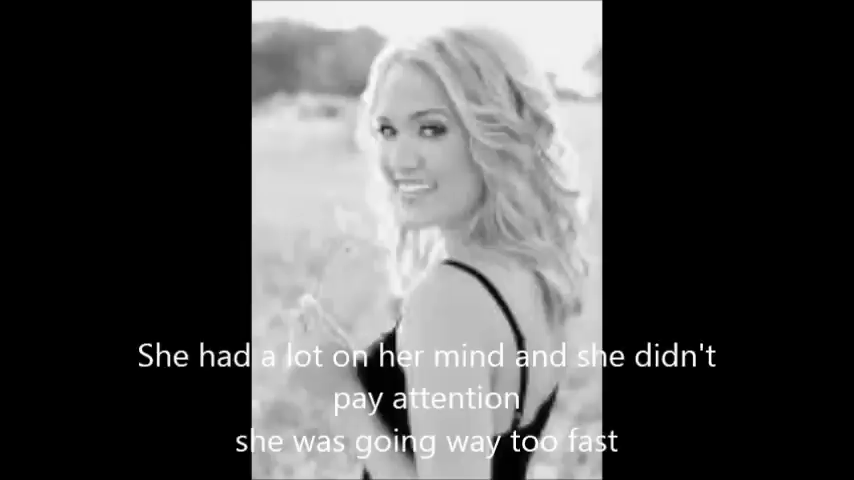 She had a lot on her mind and she didn't
pay attention
she was going way too fast